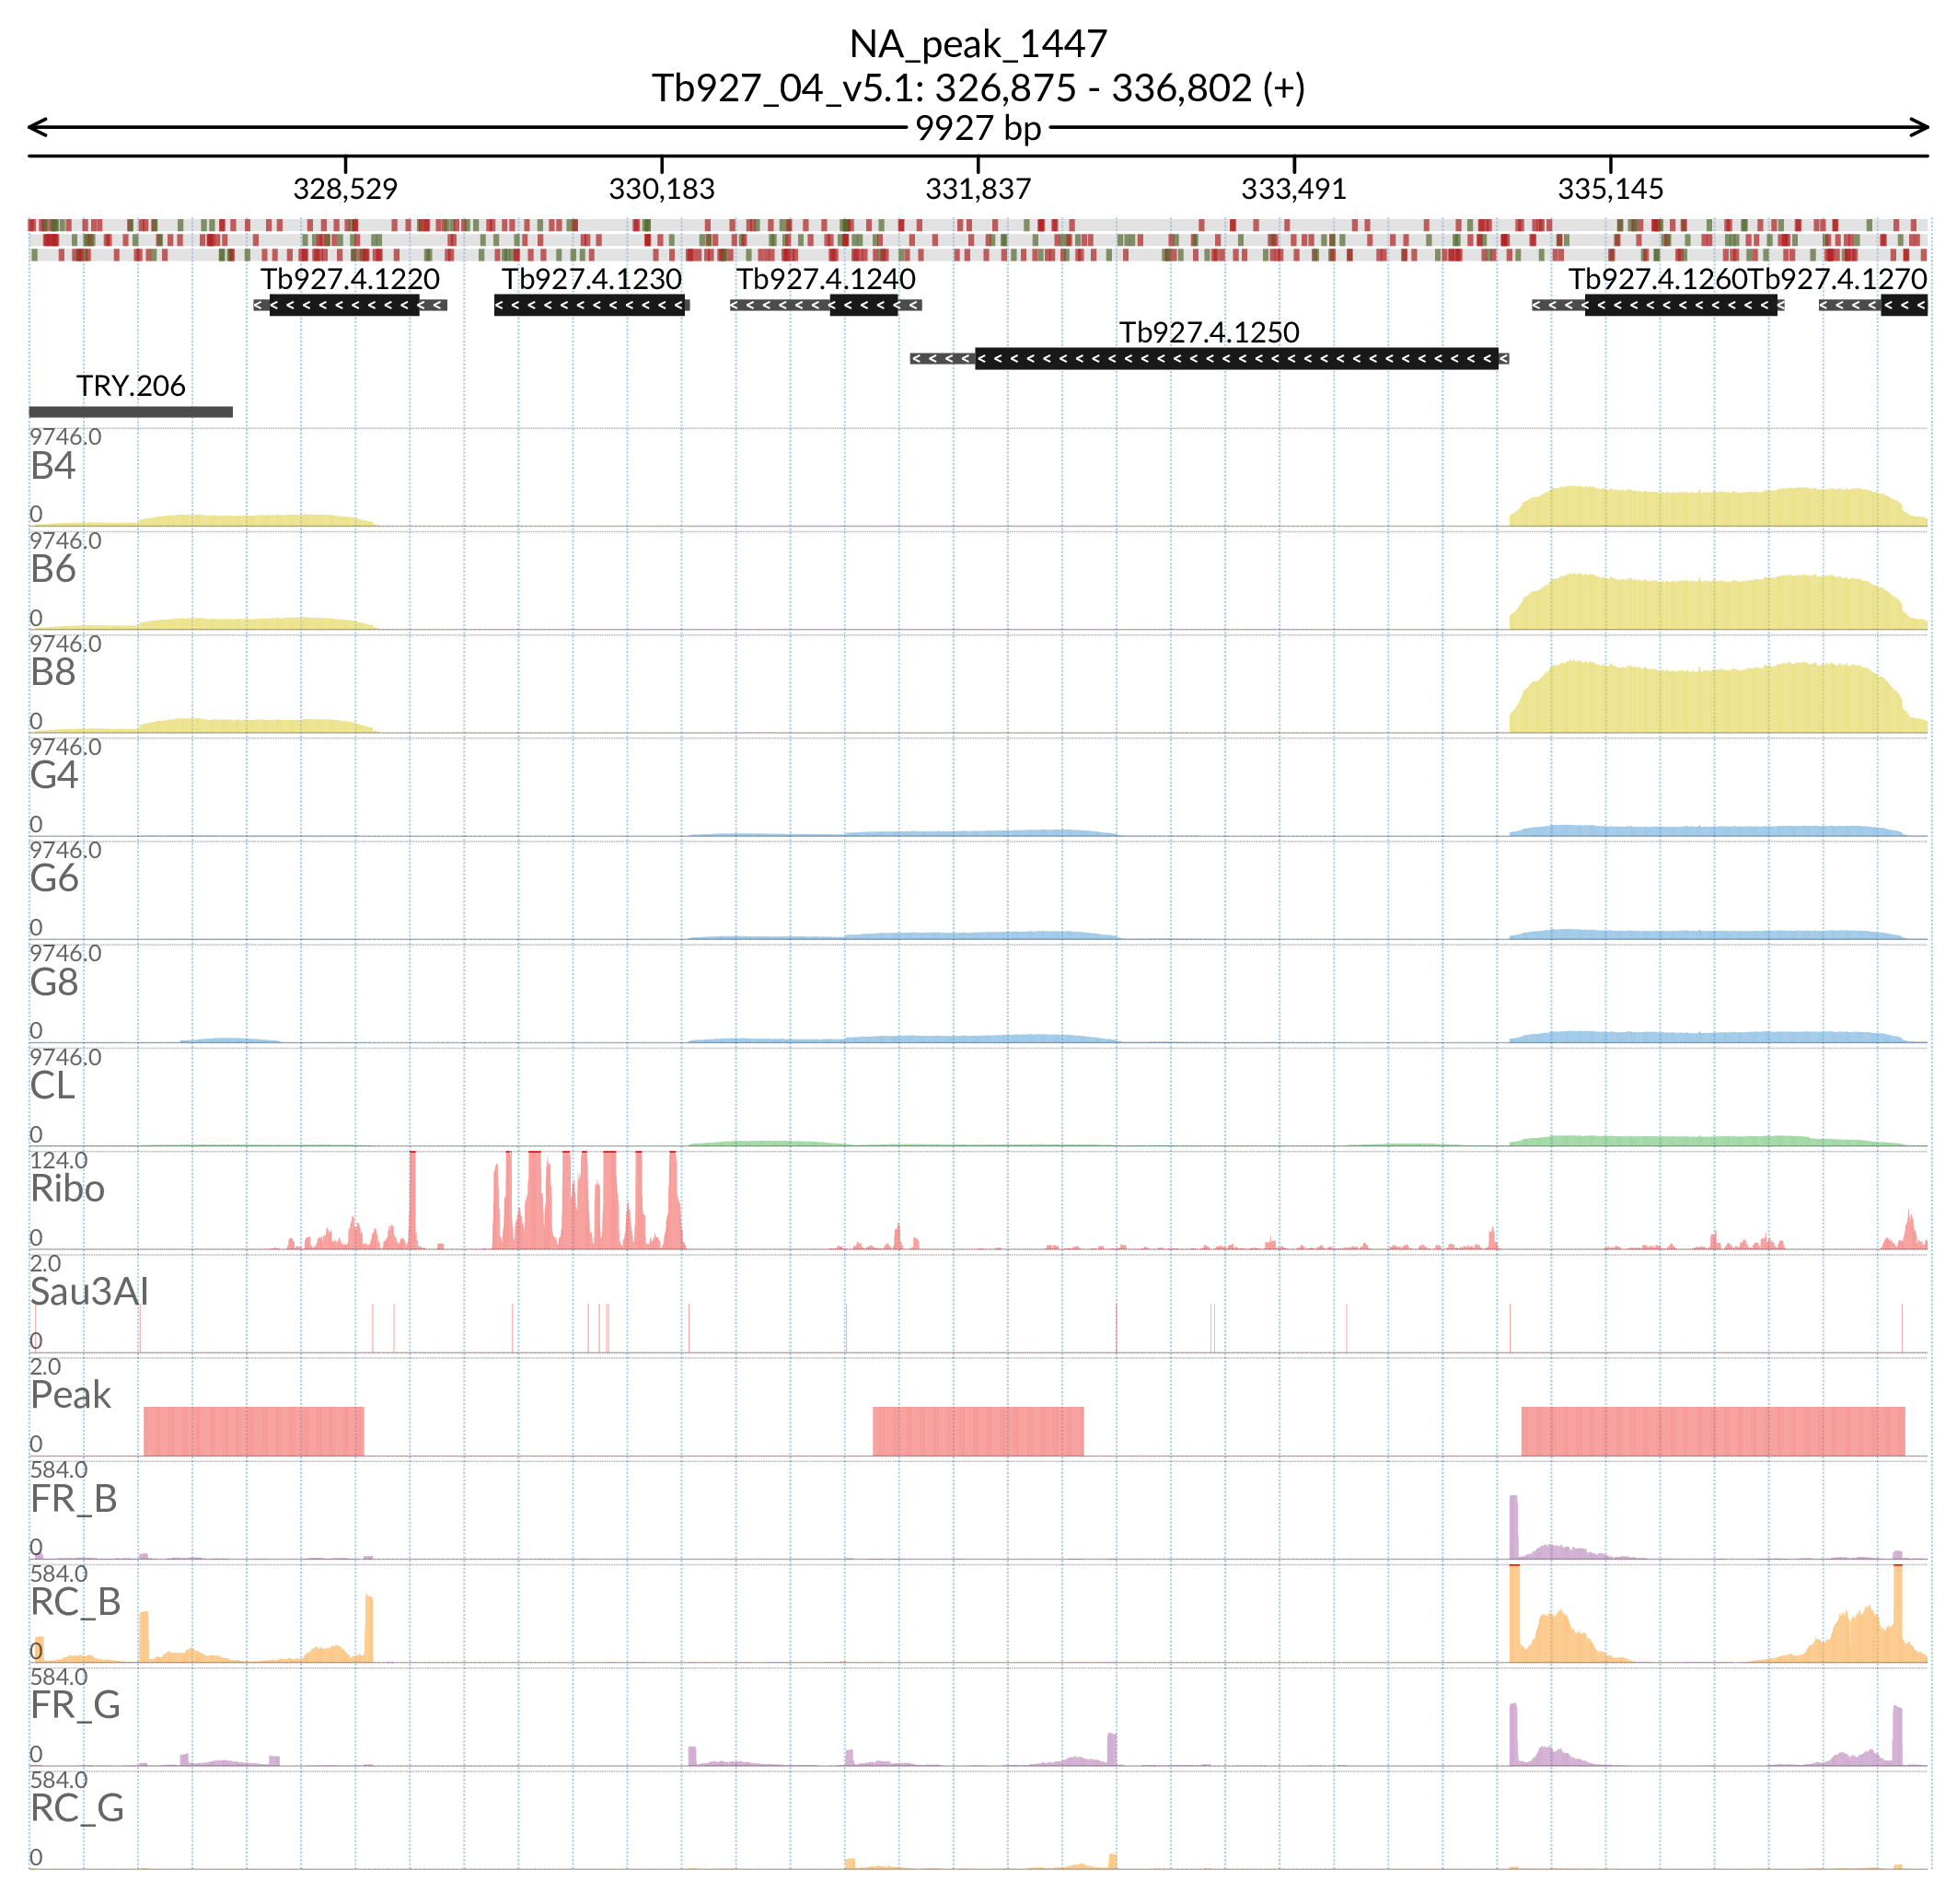 NA_peak_1447
Tb927_04_v5.1: 326,875 - 336,802 (+)
9927 bp
328,529 330,183 331,837 333,491 335,145
Tb927.4.1220 Tb927.4.1230 Tb927.4.1240 Tb927.4.1260 Tb927.4.1270
Tb927.4.1250
TRY.206
9746.0
B4
0
9746.0
B6
0
9746.0
B8
0
9746.0
G4
0
9746.0
G6
0
9746.0
G8
0
9746.0
CL
0
124.0
Ribo
0
2.0
Sau3AI
0
2.0
Peak
0
584.0
FR_B
0
584.0
RC_B
0
584.0
FR_G
0
584.0
RC_G
0